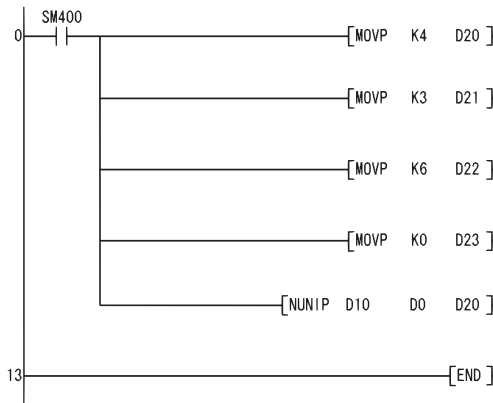 SM400
0 [MOVP K4 D20]
[MOVP K3 D21]
[MOVP K6 D22]
[MOVP K0 D23]
[NUNIP D10 D0 D20]
13 [END]